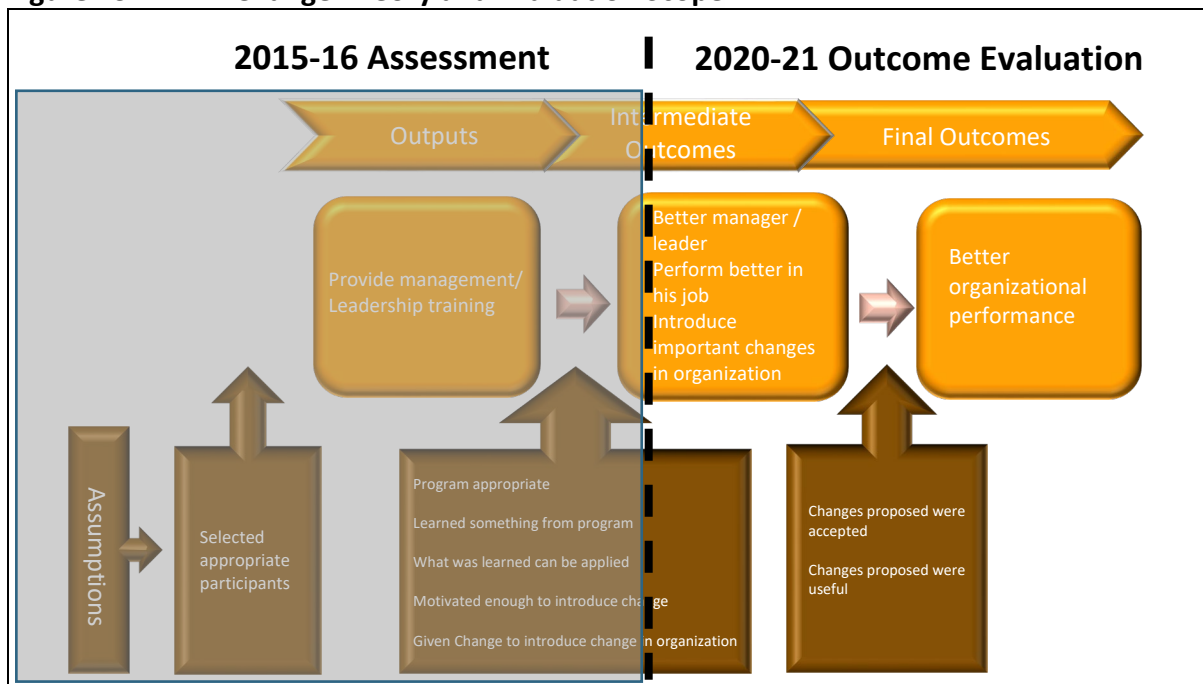 2015-16 Assessment
2020-21 Outcome Evaluation
Outputs
Intermediate
Outcomes
Final Outcomes
Provide management/
Leadership training
Better manager /
leader
Perform better in
his job
Introduce
important changes
in organization
Better
organizational
performance
Assumptions
Selected
appropriate
participants
Program appropriate
Learned something from program
What was learned can be applied
Motivated enough to introduce change
Given Change to introduce change in organization
Changes proposed were
accepted
Changes proposed were
useful